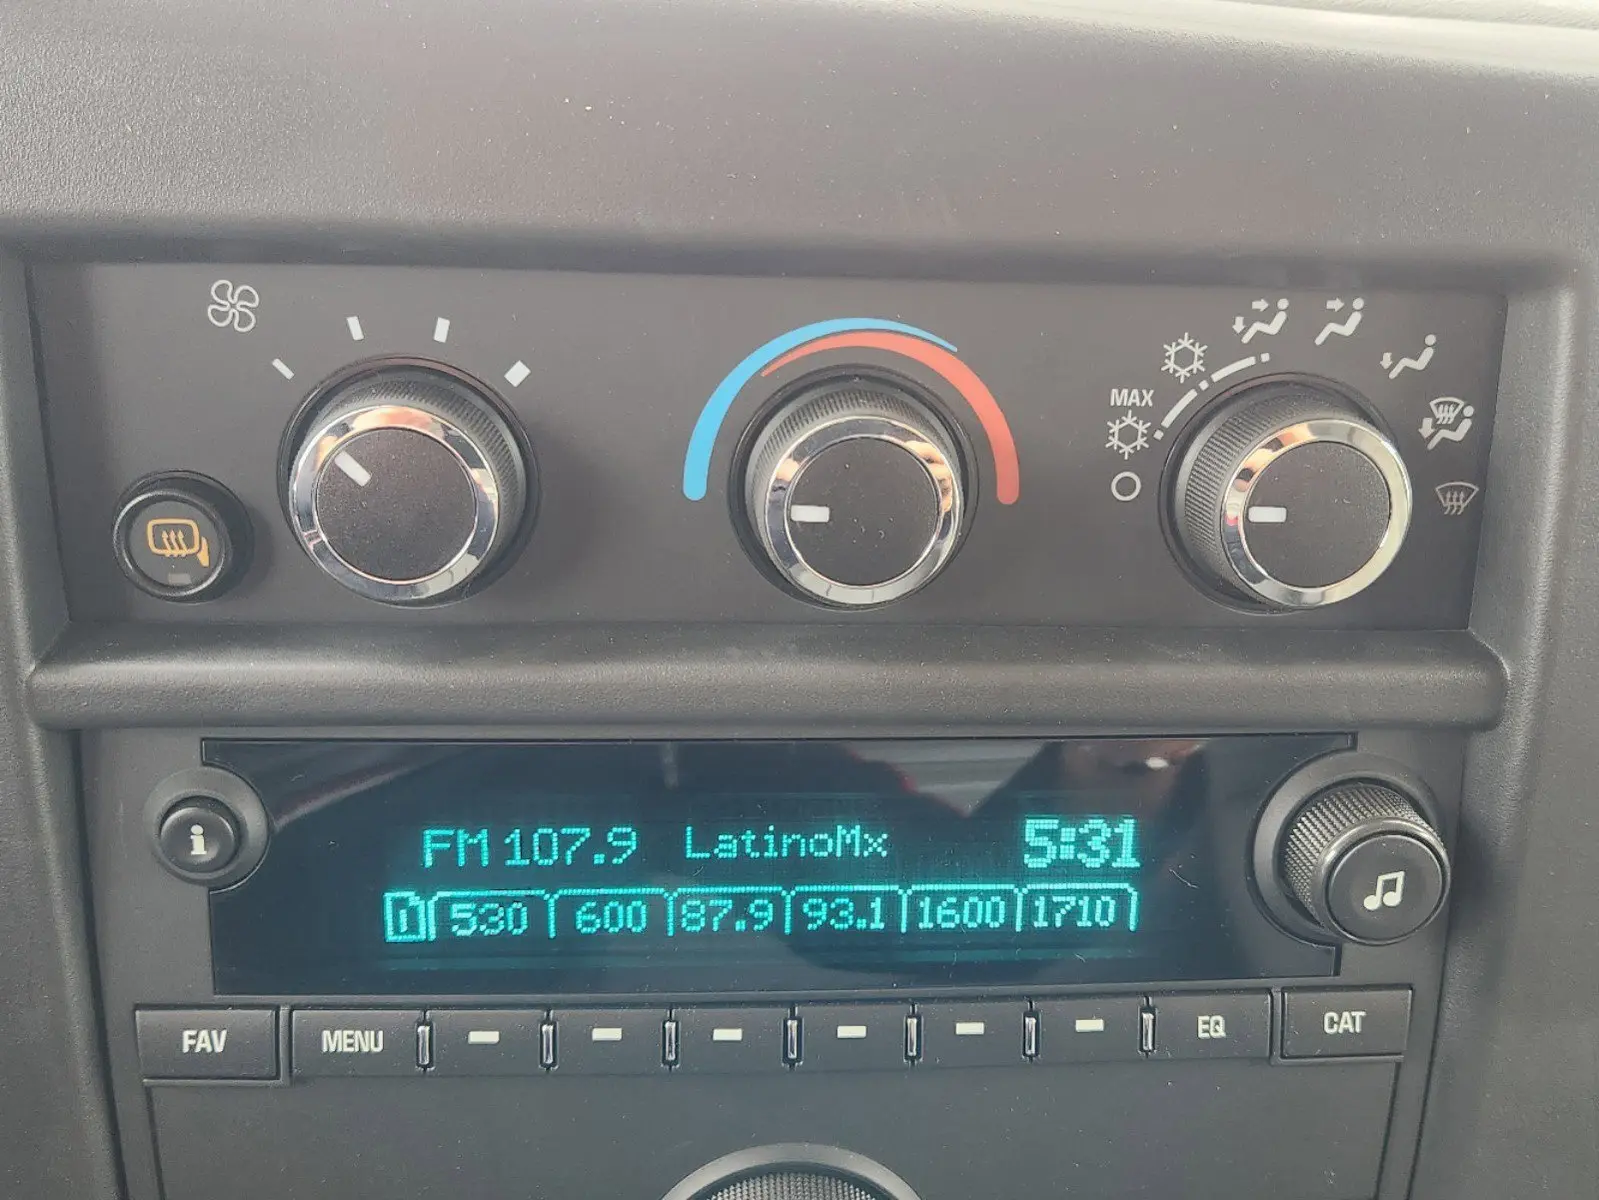 MAX
FM 107.9 LatinoMx 5:31
i
1 530 600 87.9 93.1 1600 1710
FAV MENU EQ CAT